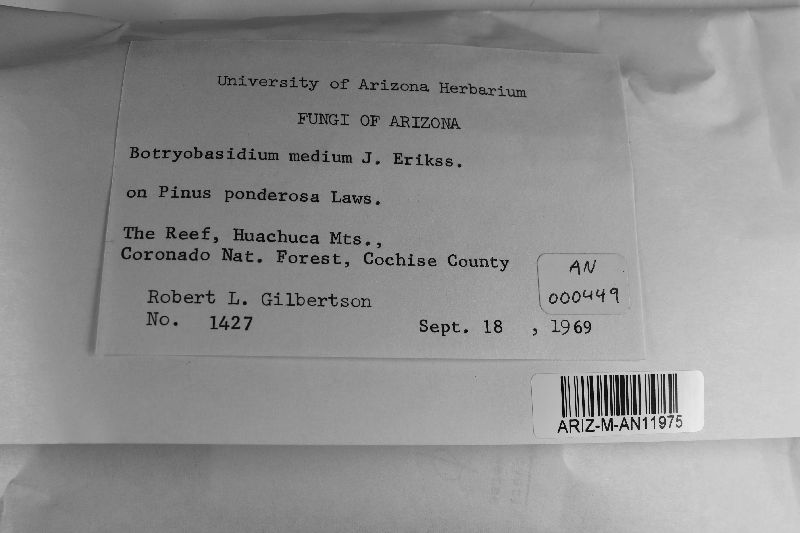 University of Arizona Herbarium
FUNGI OF ARIZONA
Botryobasidium medium J. Erikss.
on Pinus ponderosa Laws.
The Reef, Huachuca Mts.,
Coronado Nat. Forest, Cochise County
AN
000449
Robert L. Gilbertson
No. 1427 Sept. 18 , 1969
ARIZ-M-AN11975